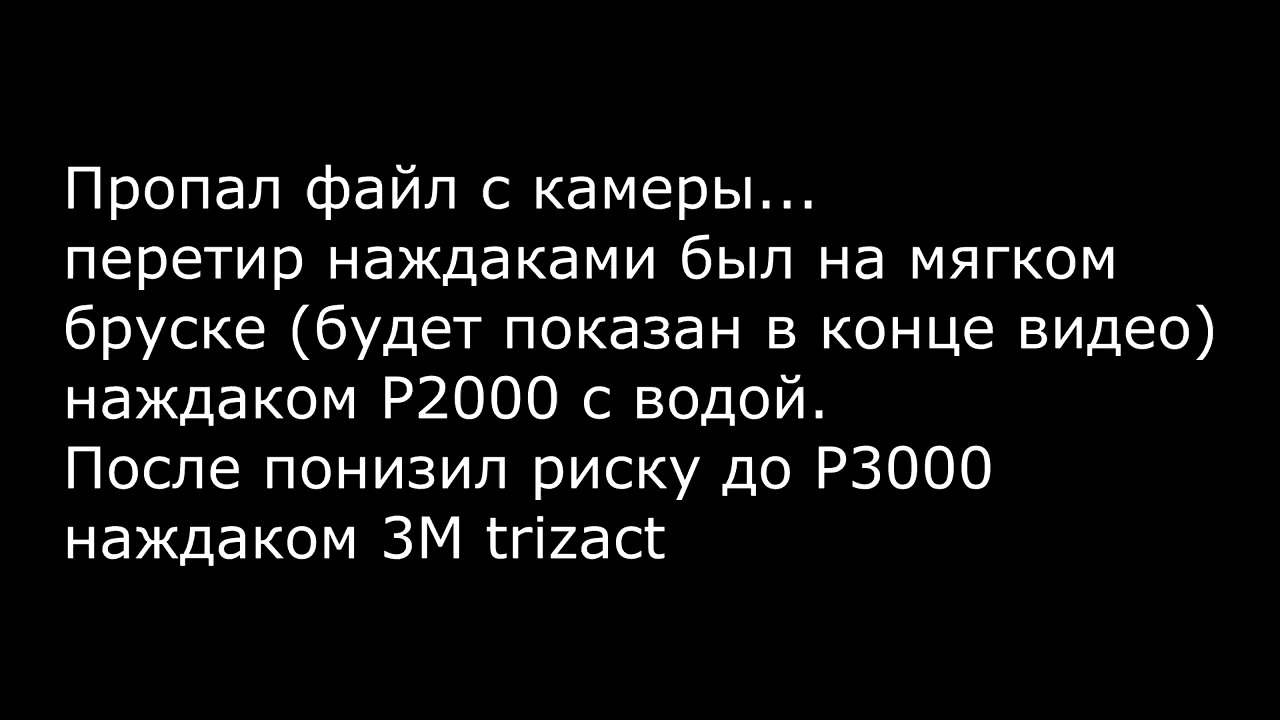 Пропал файл с камеры...
перетир наждаками был на мягком
бруске (будет показан в конце видео)
наждаком P2000 с водой.
После понизил риску до P3000
наждаком 3M trizact